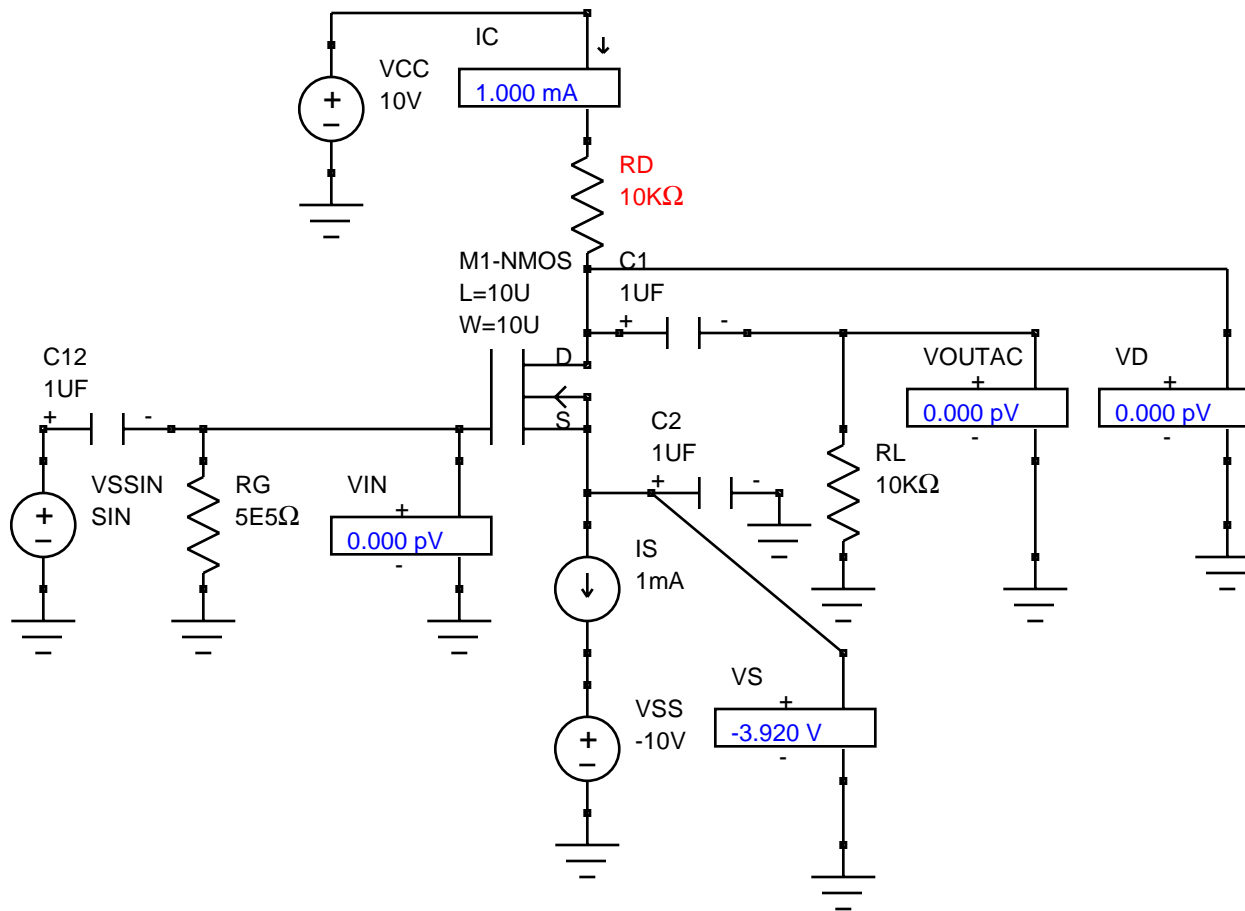 IC
VCC
10V
1.000 mA
RD
10KΩ
M1-NMOS
L=10U
W=10U
C1
1UF
+ -
D
S
C12
1UF
+ -
VOUTAC
+
0.000 pV
-
VD
+
0.000 pV
-
C2
1UF
+ -
VSSIN
SIN
+
−
RG
5E5Ω
VIN
+
0.000 pV
-
RL
10KΩ
IS
1mA
VSS
-10V
+
−
VS
+
-3.920 V
-
+
−